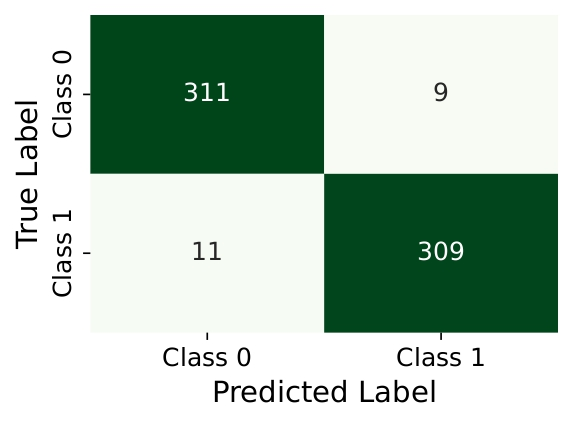 True Label
Class 0
311
9
Class 1
11
309
Class 0
Class 1
Predicted Label